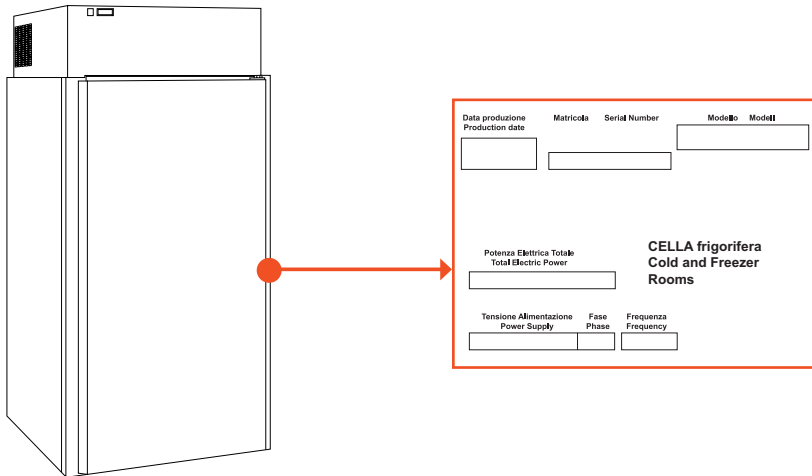 Data produzione
Production date
Matricola Serial Number
Modello Modell
Potenza Elettrica Totale
Total Electric Power
CELLA frigorifera
Cold and Freezer
Rooms
Tensione Alimentazione
Power Supply
Fase
Phase
Frequenza
Frequency